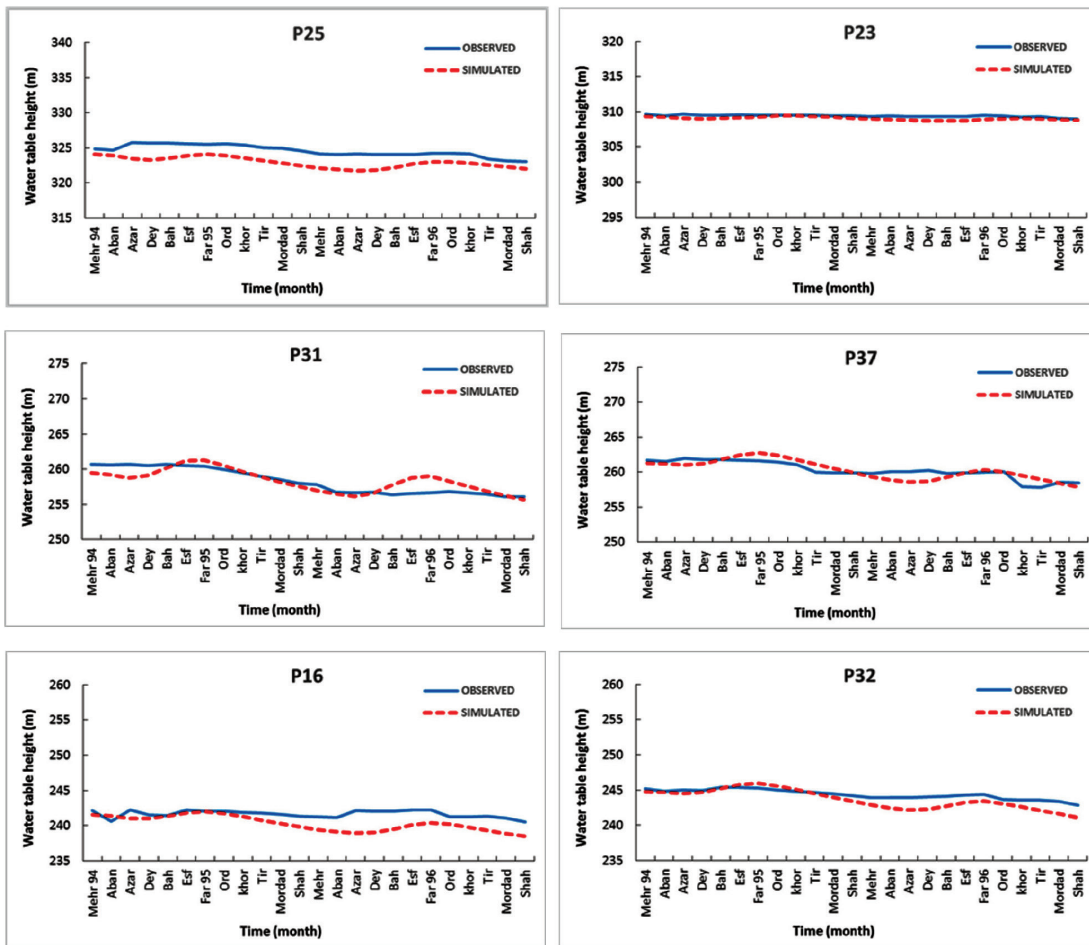 P25
OBSERVED
SIMULATED
Water table height (m)
340
335
330
325
320
315
Mehr 94 Aban Azar Dey Bah Esf Far 95 Ord khor Tir Mordad Shah Mehr Aban Azar Dey Bah Esf Far 96 Ord khor Tir Mordad Shah
Time (month)
P23
OBSERVED
SIMULATED
Water table height (m)
320
315
310
305
300
295
Mehr 94 Aban Azar Dey Bah Esf Far 95 Ord khor Tir Mordad Shah Mehr Aban Azar Dey Bah Esf Far 96 Ord khor Tir Mordad Shah
Time (month)
P31
OBSERVED
SIMULATED
Water table height (m)
275
270
265
260
255
250
Mehr 94 Aban Azar Dey Bah Esf Far 95 Ord khor Tir Mordad Shah Mehr Aban Azar Dey Bah Esf Far 96 Ord khor Tir Mordad Shah
Time (month)
P37
OBSERVED
SIMULATED
Water table height (m)
275
270
265
260
255
250
Mehr 94 Aban Azar Dey Bah Esf Far 95 Ord khor Tir Mordad Shah Mehr Aban Azar Dey Bah Esf Far 96 Ord khor Tir Mordad Shah
Time (month)
P16
OBSERVED
SIMULATED
Water table height (m)
260
255
250
245
240
235
Mehr 94 Aban Azar Dey Bah Esf Far 95 Ord khor Tir Mordad Shah Mehr Aban Azar Dey Bah Esf Far 96 Ord khor Tir Mordad Shah
Time (month)
P32
OBSERVED
SIMULATED
Water table height (m)
260
255
250
245
240
235
Mehr 94 Aban Azar Dey Bah Esf Far 95 Ord khor Tir Mordad Shah Mehr Aban Azar Dey Bah Esf Far 96 Ord khor Tir Mordad Shah
Time (month)